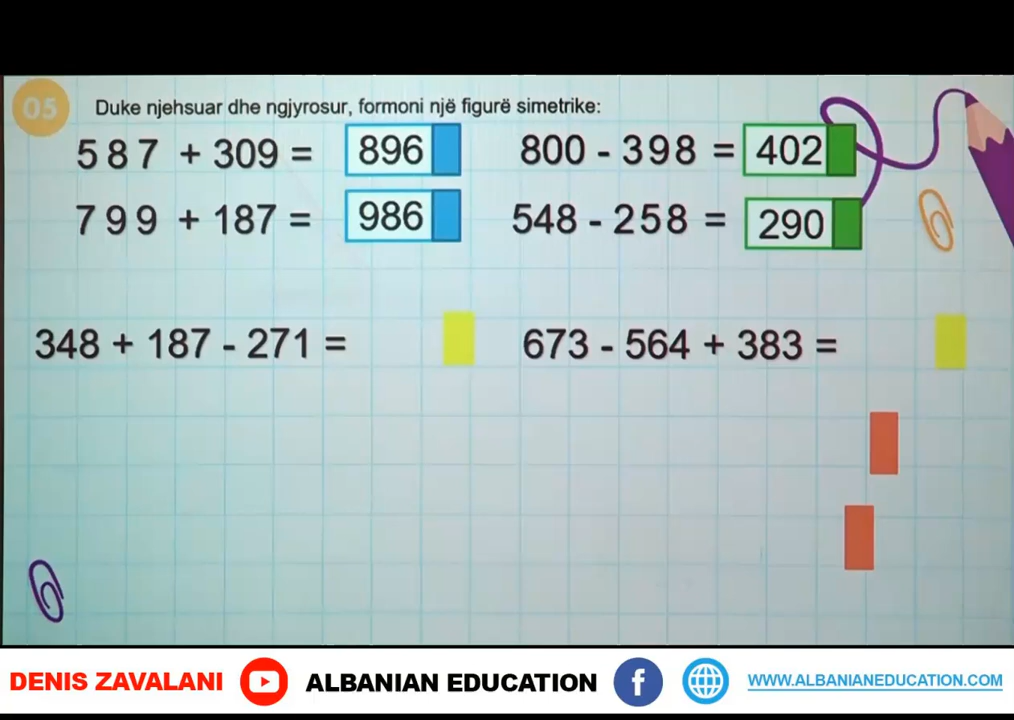 05 Duke njehsuar dhe ngjyrosur, formoni një figurë simetrike:
587 + 309 = 896 800 - 398 = 402
799 + 187 = 986 548 - 258 = 290
348 + 187 - 271 = 673 - 564 + 383 =
DENIS ZAVALANI ALBANIAN EDUCATION f WWW.ALBANIANEDUCATION.COM